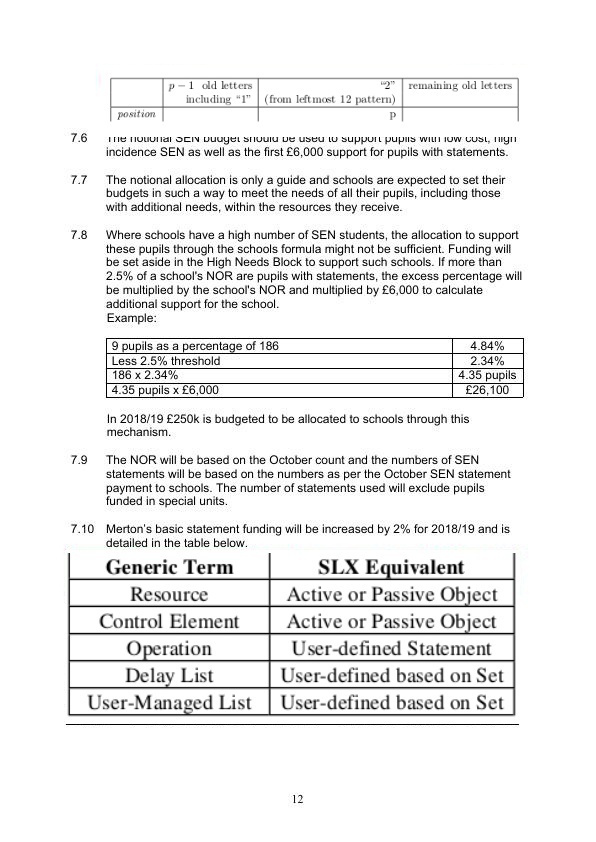 p − 1 old letters “2” remaining old letters
including “1” (from leftmost 12 pattern)
position p
7.6 The notional SEN budget should be used to support pupils with low cost, high
incidence SEN as well as the first £6,000 support for pupils with statements.
7.7 The notional allocation is only a guide and schools are expected to set their
budgets in such a way to meet the needs of all their pupils, including those
with additional needs, within the resources they receive.
7.8 Where schools have a high number of SEN students, the allocation to support
these pupils through the schools formula might not be sufficient. Funding will
be set aside in the High Needs Block to support such schools. If more than
2.5% of a school's NOR are pupils with statements, the excess percentage will
be multiplied by the school's NOR and multiplied by £6,000 to calculate
additional support for the school.
Example:
9 pupils as a percentage of 186 4.84%
Less 2.5% threshold 2.34%
186 x 2.34% 4.35 pupils
4.35 pupils x £6,000 £26,100
In 2018/19 £250k is budgeted to be allocated to schools through this
mechanism.
7.9 The NOR will be based on the October count and the numbers of SEN
statements will be based on the numbers as per the October SEN statement
payment to schools. The number of statements used will exclude pupils
funded in special units.
7.10 Merton’s basic statement funding will be increased by 2% for 2018/19 and is
detailed in the table below.
Generic Term SLX Equivalent
Resource Active or Passive Object
Control Element Active or Passive Object
Operation User-defined Statement
Delay List User-defined based on Set
User-Managed List User-defined based on Set
12